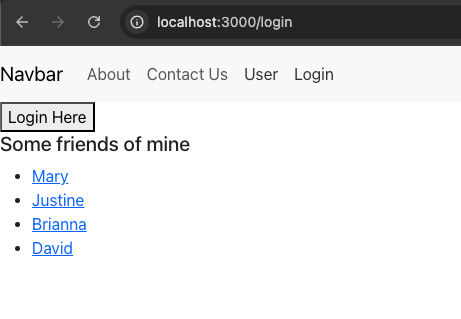 localhost:3000/login
Navbar About Contact Us User Login
Login Here
Some friends of mine
Mary
Justine
Brianna
David